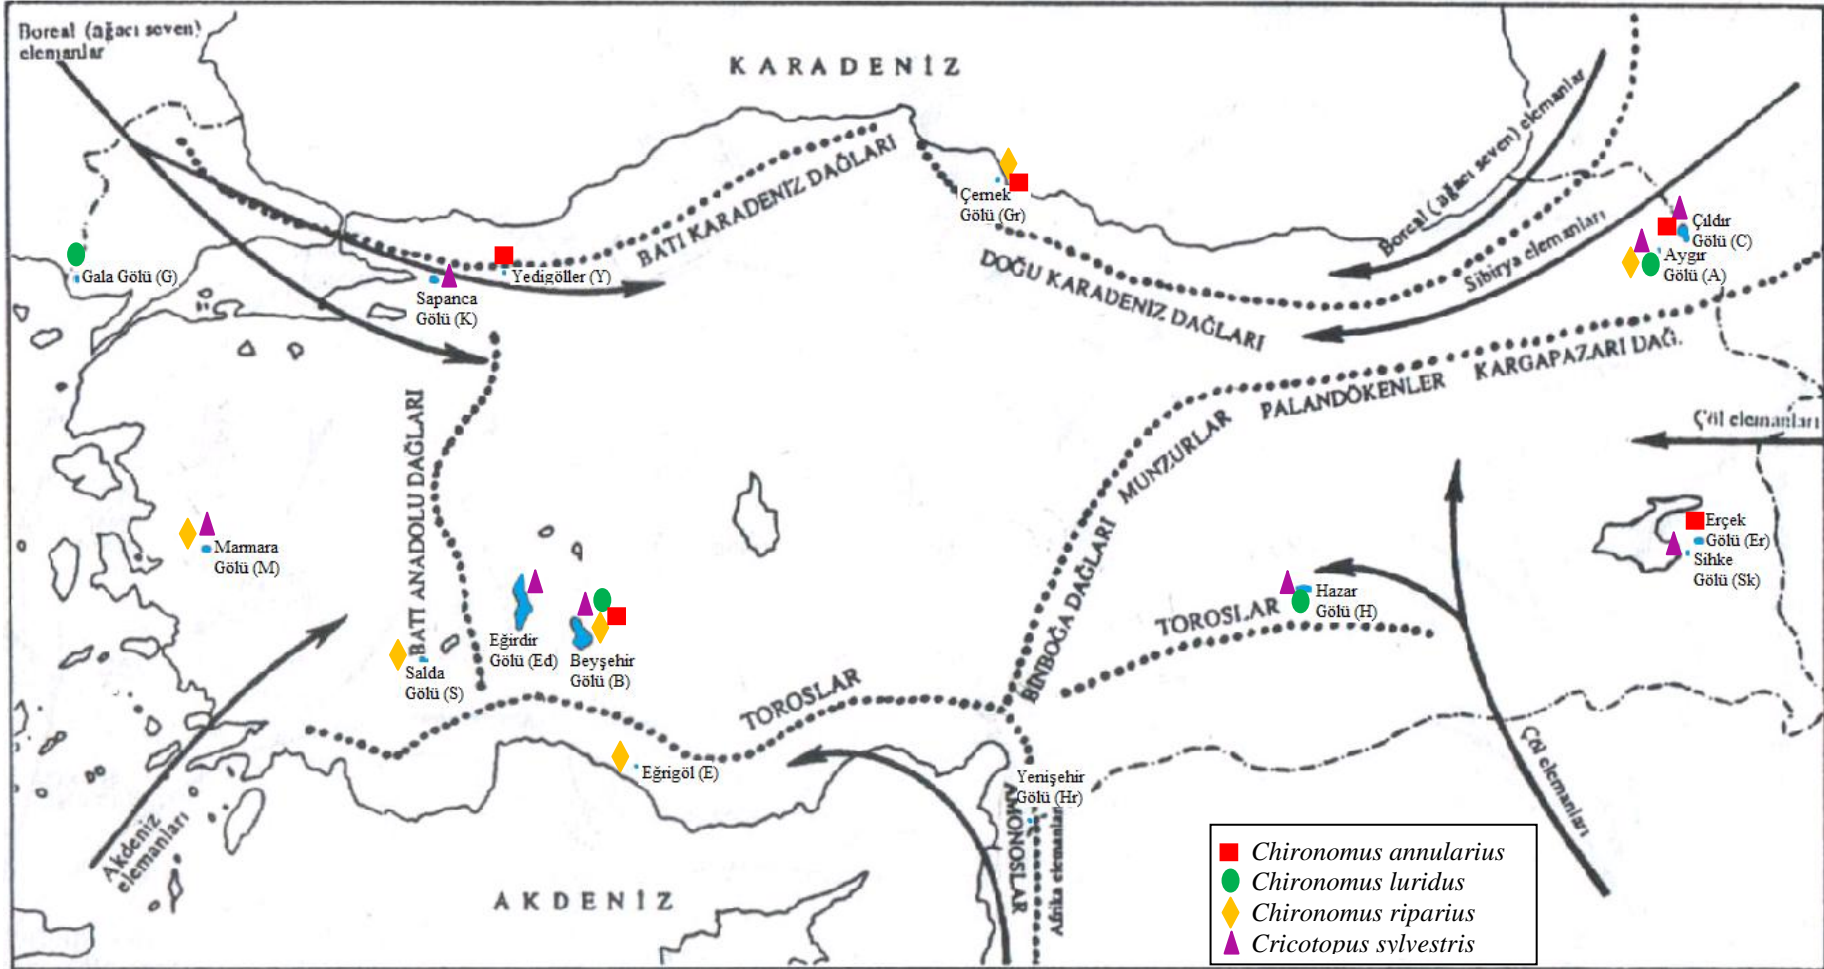 Boreal (ağacı seven)
elemanlar
KARADENİZ
Boreal (ağacı seven) elemanlar
Sibirya elemanları
BATI KARADENİZ DAĞLARI
Çernek
Gölü (Gr)
Çıldır
Gölü (C)
Aygır
Gölü (A)
Gala Gölü (G)
Sapanca
Gölü (K)
Yedigöller (Y)
DOĞU KARADENİZ DAĞLARI
MUNZURLAR
PALANDÖKENLER
KARGAPAZARI DAĞ.
Çöl elemanları
BATI ANADOLU DAĞLARI
Marmara
Gölü (M)
Erçek
Gölü (Er)
Sihke
Gölü (Sk)
Eğirdir
Gölü (Ed)
Beyşehir
Gölü (B)
Salda
Gölü (S)
BİNBOĞA DAĞLARI
Hazar
Gölü (H)
TOROSLAR
TOROSLAR
Eğrigöl (E)
Yenişehir
Gölü (Hr)
AMONOSLAR
Afrika elemanları
Çöl elemanları
Akdeniz
elemanları
AKDENİZ
Chironomus annularius
Chironomus luridus
Chironomus riparius
Cricotopus sylvestris